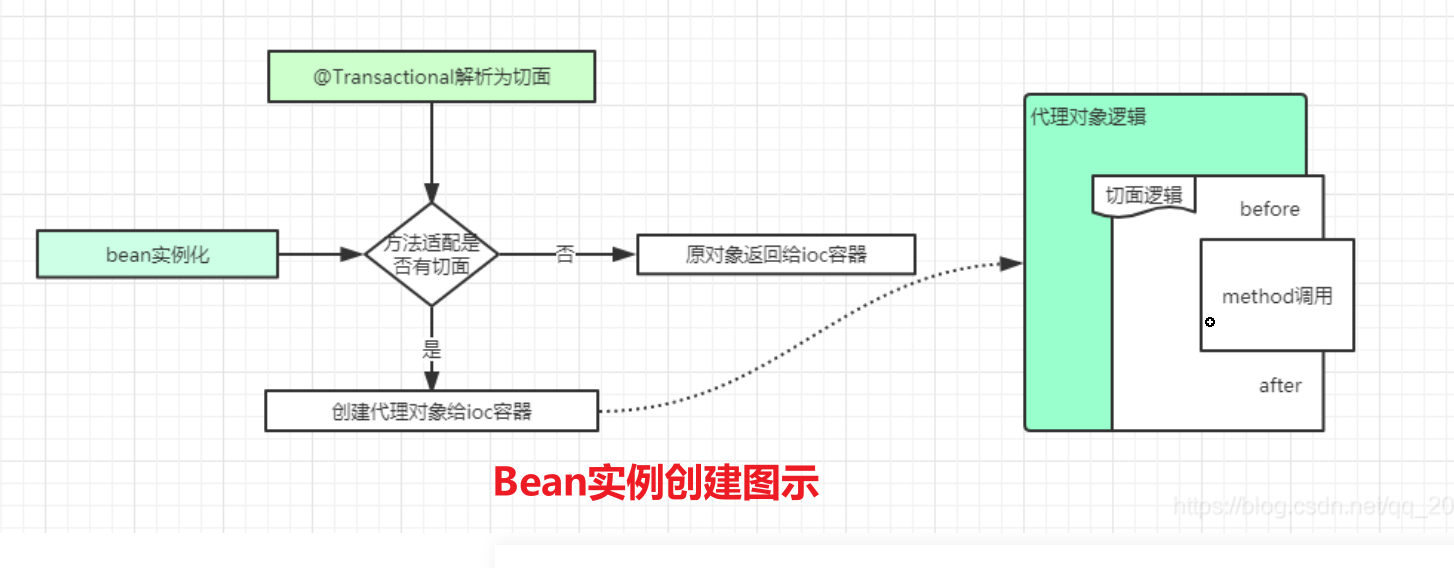 @Transactional解析为切面
代理对象逻辑
切面逻辑
before
bean实例化
方法适配是
否有切面
否
原对象返回给ioc容器
method调用
是
after
创建代理对象给ioc容器
Bean实例创建图示
https://blog.csdn.net/qq_20